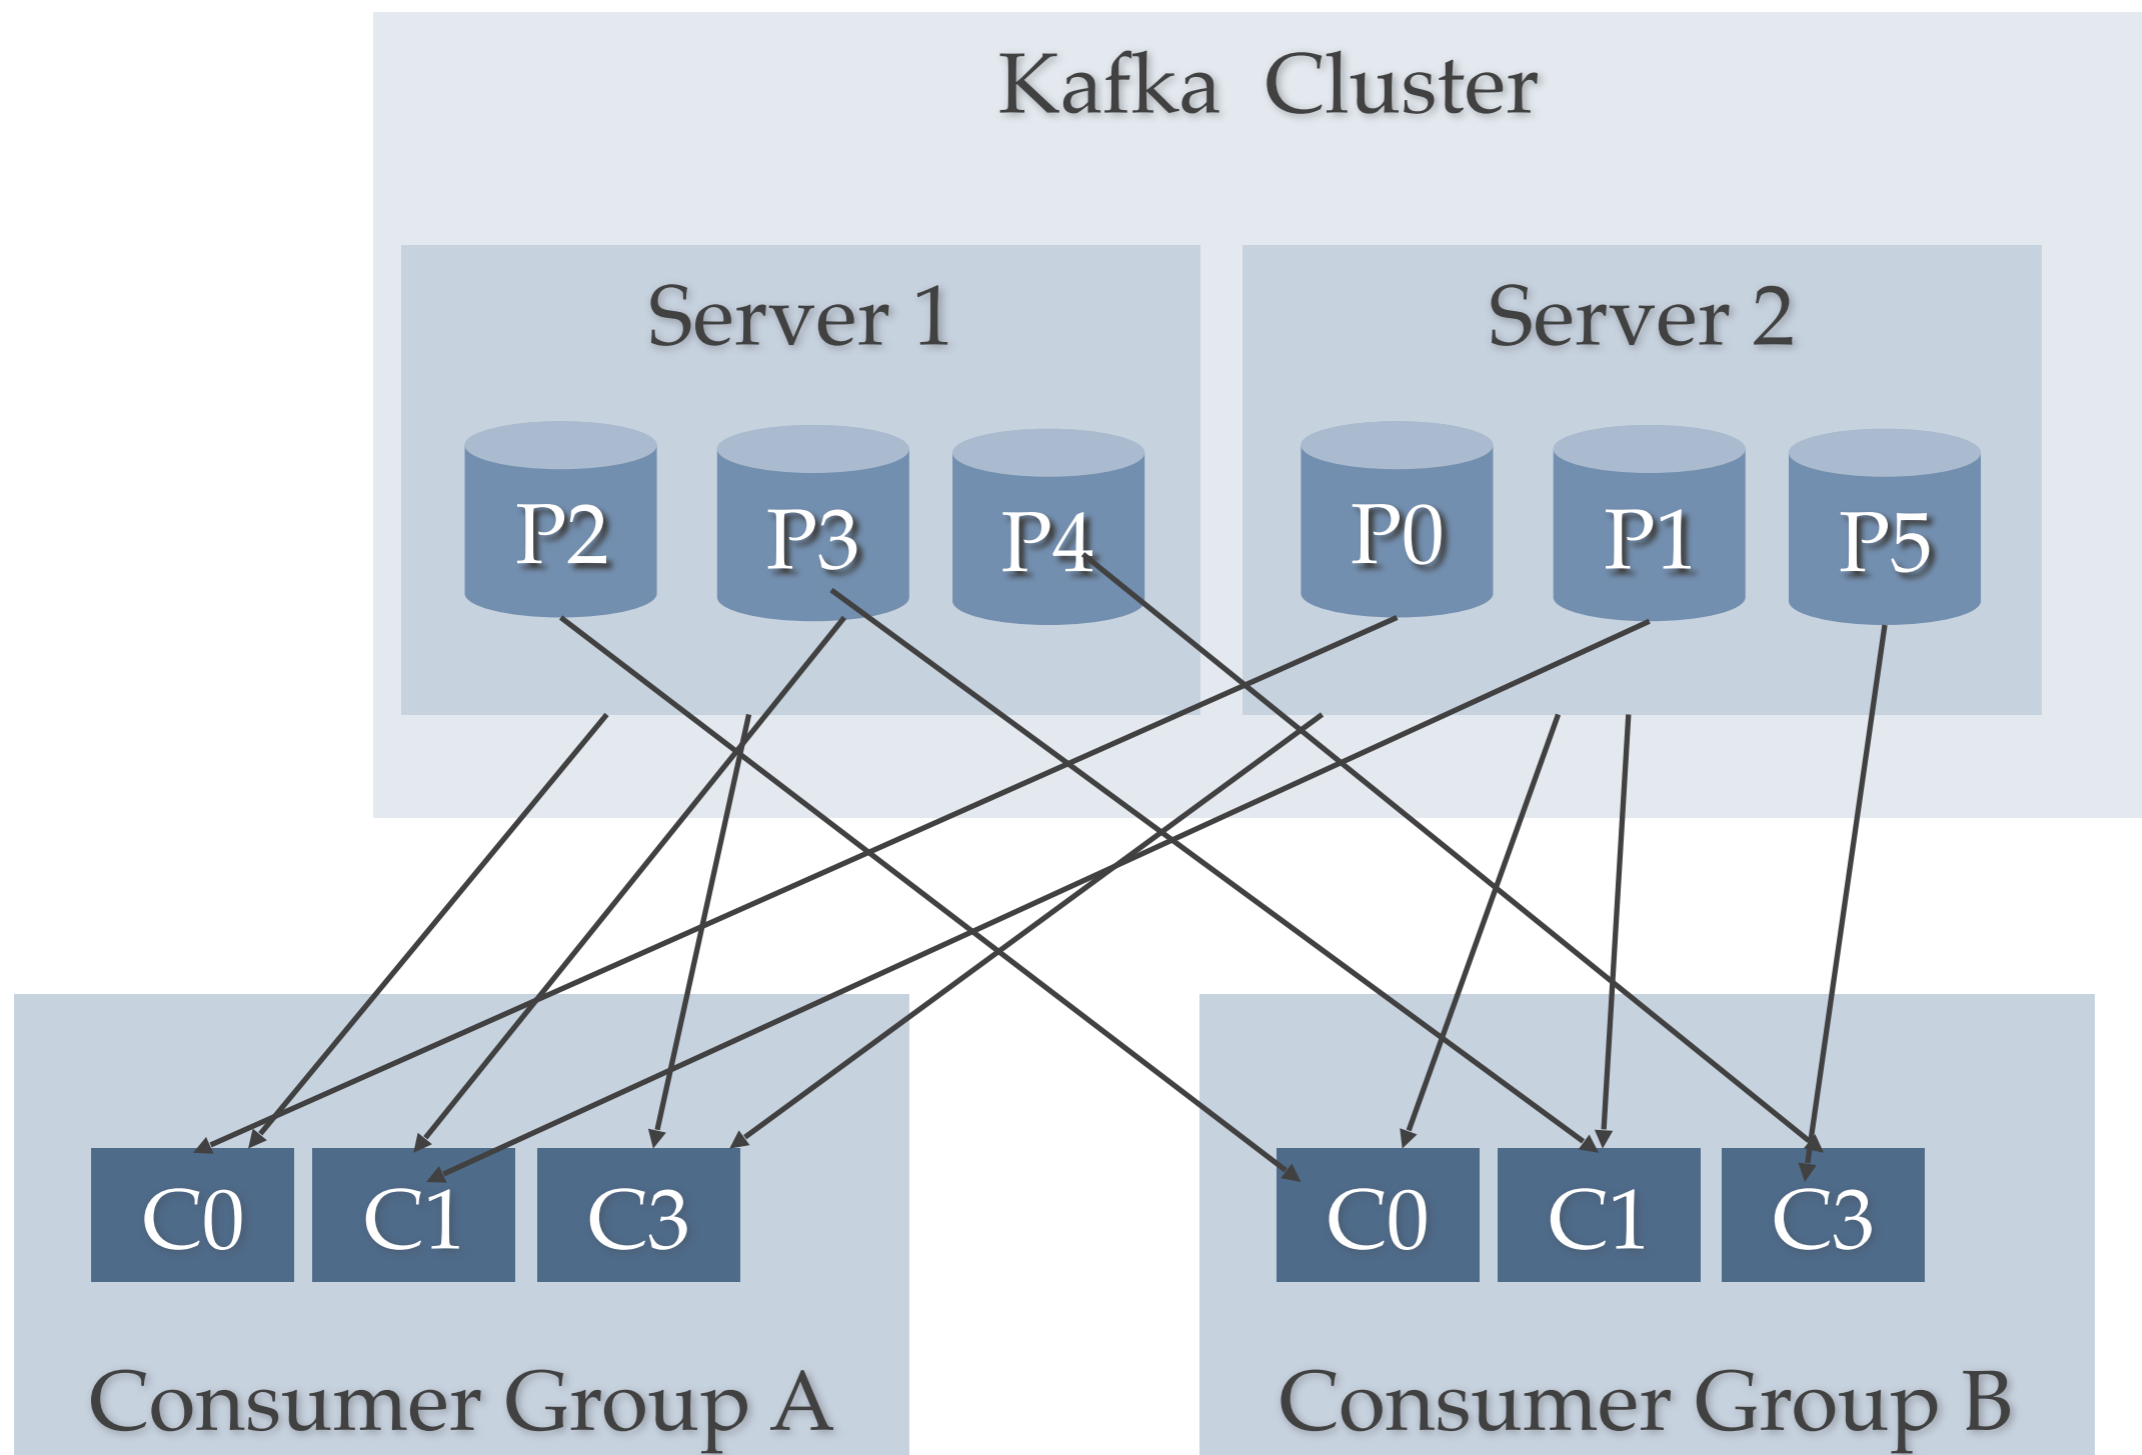 Kafka Cluster
Server 1
Server 2
P2
P3
P4
P0
P1
P5
C0
C1
C3
C0
C1
C3
Consumer Group A
Consumer Group B